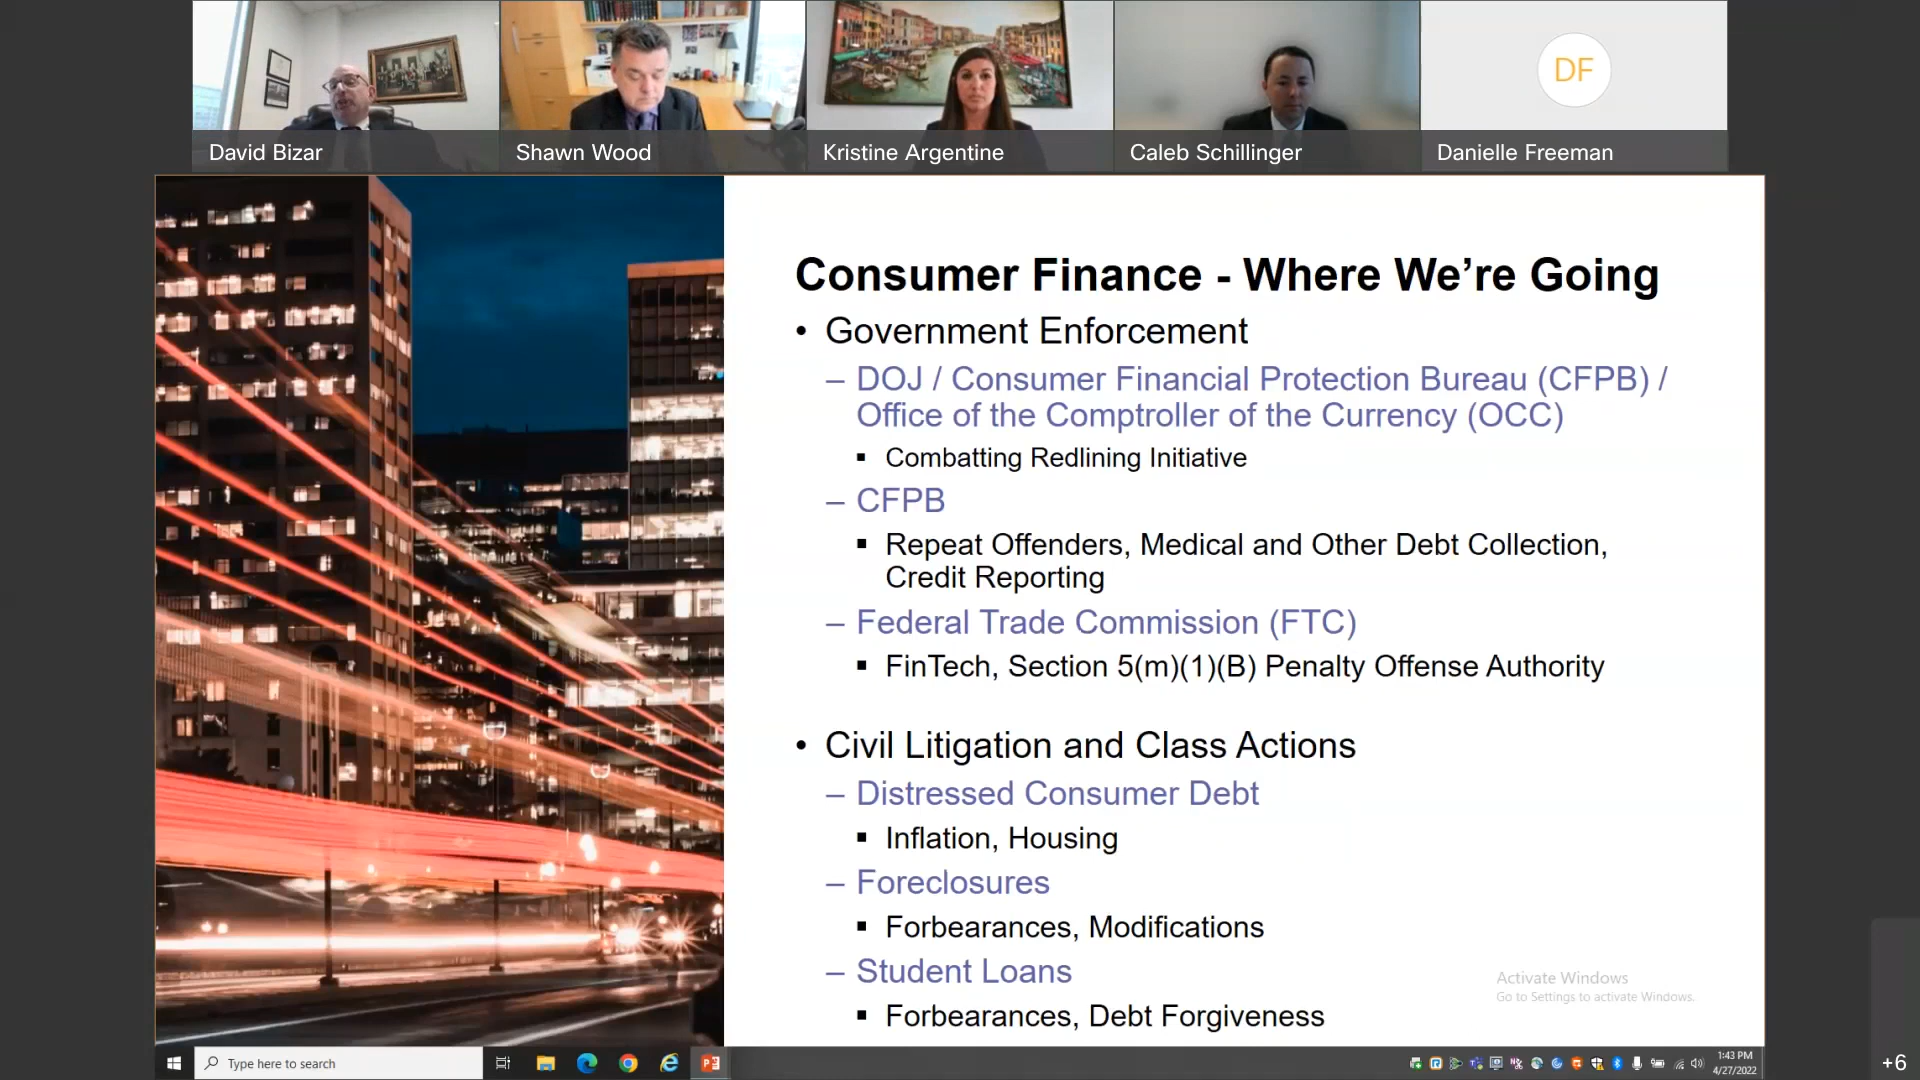 David Bizar
Shawn Wood
Kristine Argentine
Caleb Schillinger
DF
Danielle Freeman
Consumer Finance - Where We’re Going
• Government Enforcement
– DOJ / Consumer Financial Protection Bureau (CFPB) /
Office of the Comptroller of the Currency (OCC)
▪ Combatting Redlining Initiative
– CFPB
▪ Repeat Offenders, Medical and Other Debt Collection,
Credit Reporting
– Federal Trade Commission (FTC)
▪ FinTech, Section 5(m)(1)(B) Penalty Offense Authority
• Civil Litigation and Class Actions
– Distressed Consumer Debt
▪ Inflation, Housing
– Foreclosures
▪ Forbearances, Modifications
– Student Loans
▪ Forbearances, Debt Forgiveness
Activate Windows
Go to Settings to activate Windows.
Type here to search
1:43 PM
4/27/2022
+6